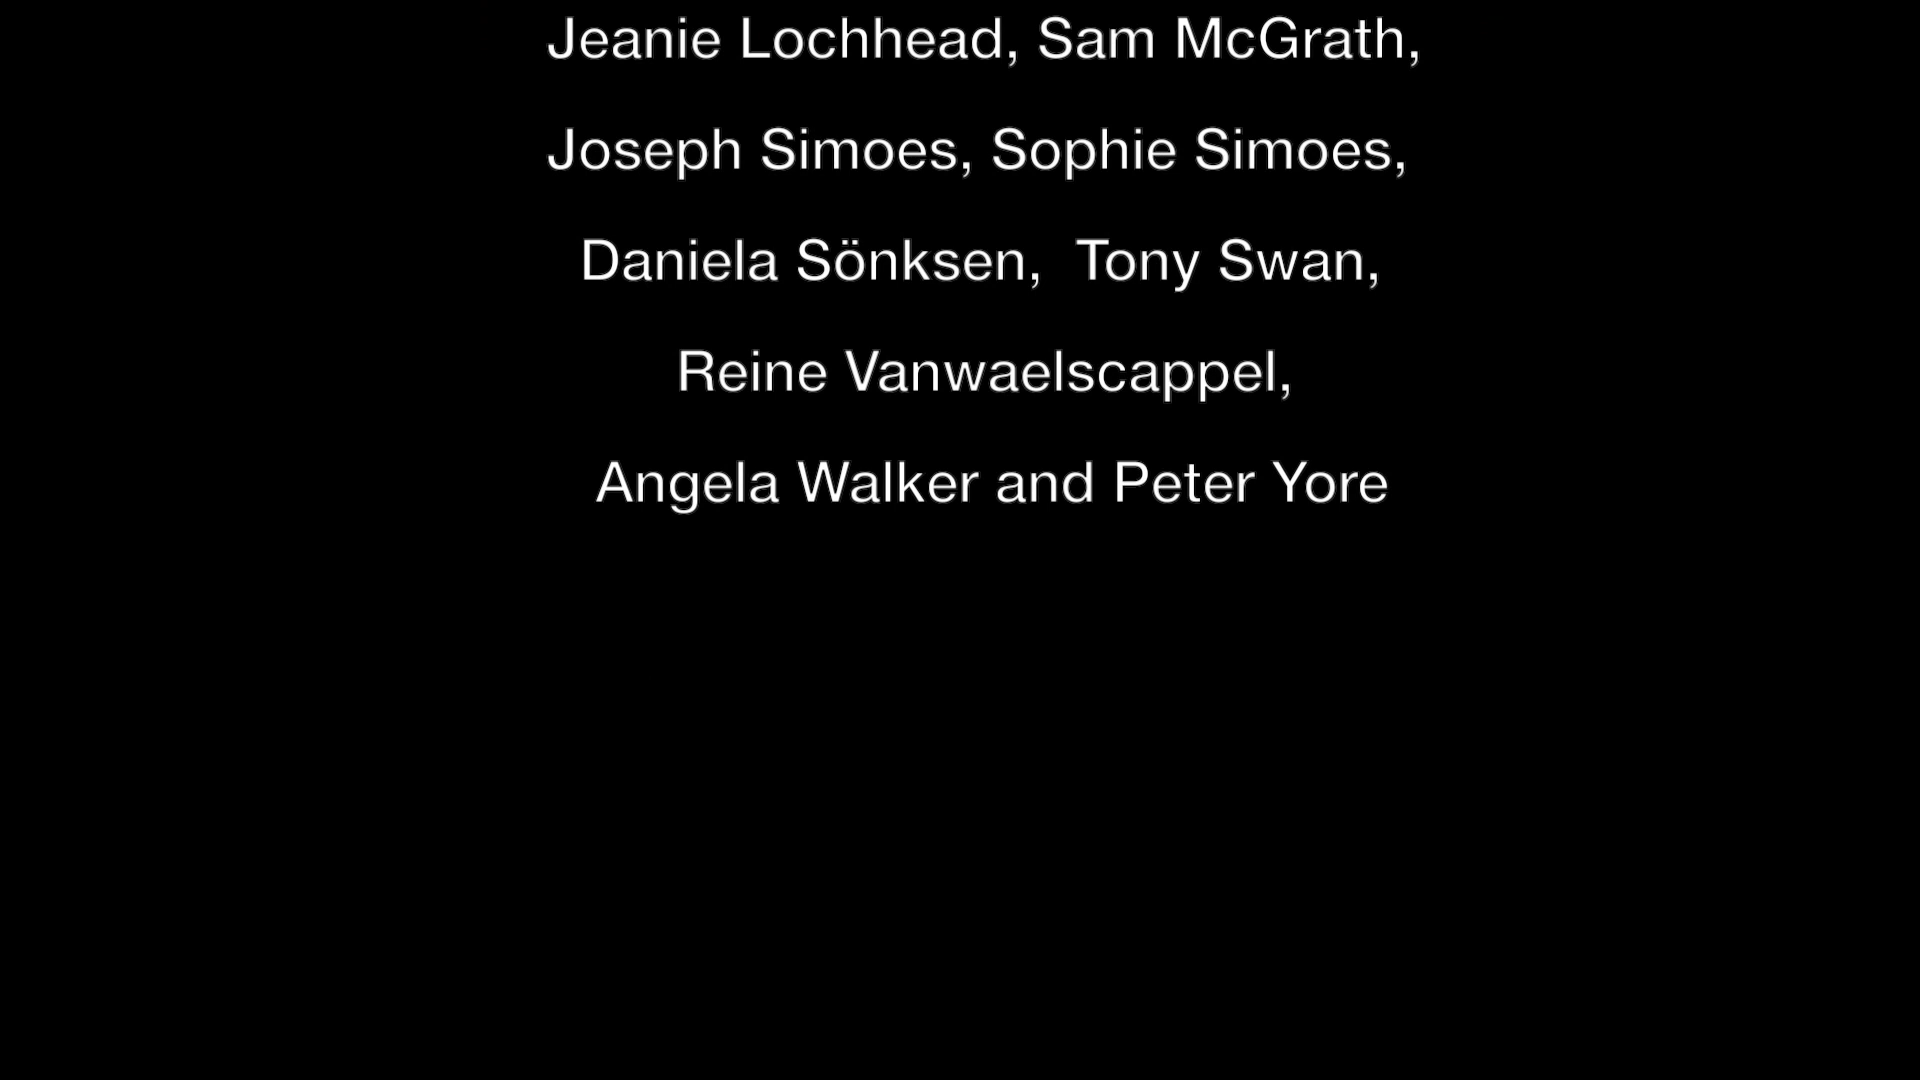 Jeanie Lochhead, Sam McGrath,
Joseph Simoes, Sophie Simoes,
Daniela Sönksen,  Tony Swan,
Reine Vanwaelscappel,
Angela Walker and Peter Yore